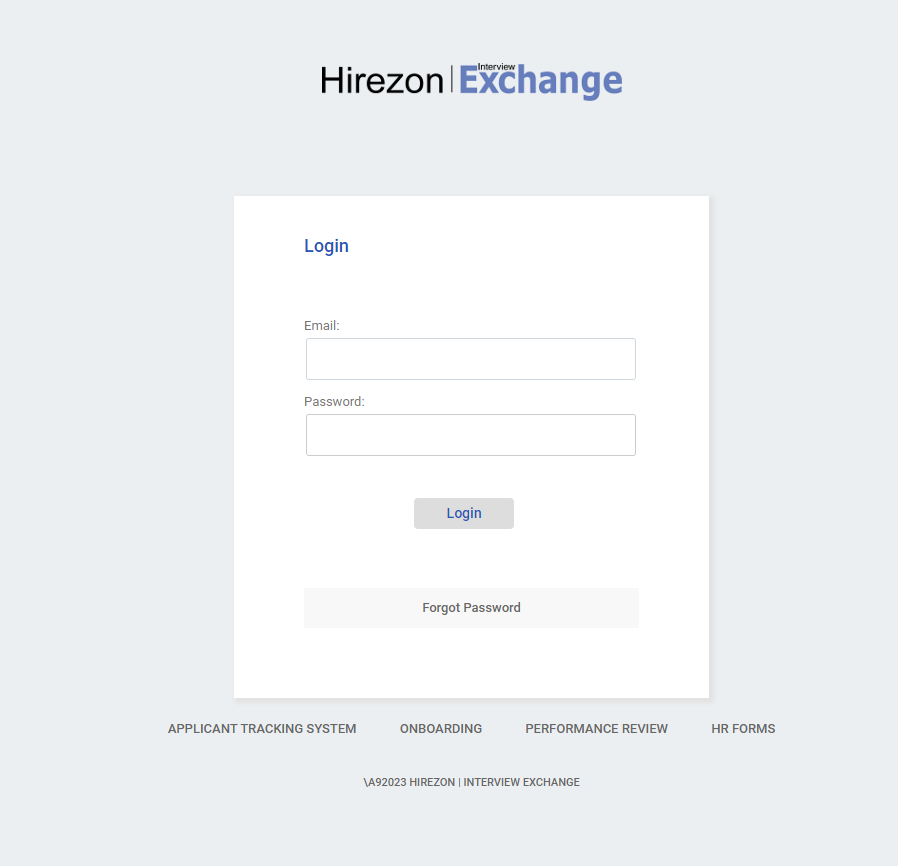 Hirezon | Interview Exchange
Login
Email:
Password:
Login
Forgot Password
APPLICANT TRACKING SYSTEM ONBOARDING PERFORMANCE REVIEW HR FORMS
\A92023 HIREZON | INTERVIEW EXCHANGE